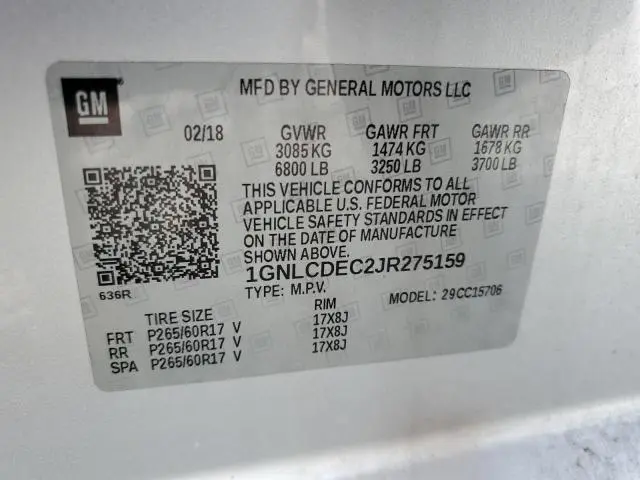 GM
MFD BY GENERAL MOTORS LLC
02/18 GVWR GAWR FRT GAWR RR
3085 KG 1474 KG 1678 KG
6800 LB 3250 LB 3700 LB
THIS VEHICLE CONFORMS TO ALL
APPLICABLE U.S. FEDERAL MOTOR
VEHICLE SAFETY STANDARDS IN EFFECT
ON THE DATE OF MANUFACTURE
SHOWN ABOVE.
1GNLCDEC2JR275159
636R
TYPE: M.P.V. MODEL: 29CC15706
TIRE SIZE RIM
FRT P265/60R17 V 17X8J
RR P265/60R17 V 17X8J
SPA P265/60R17 V 17X8J